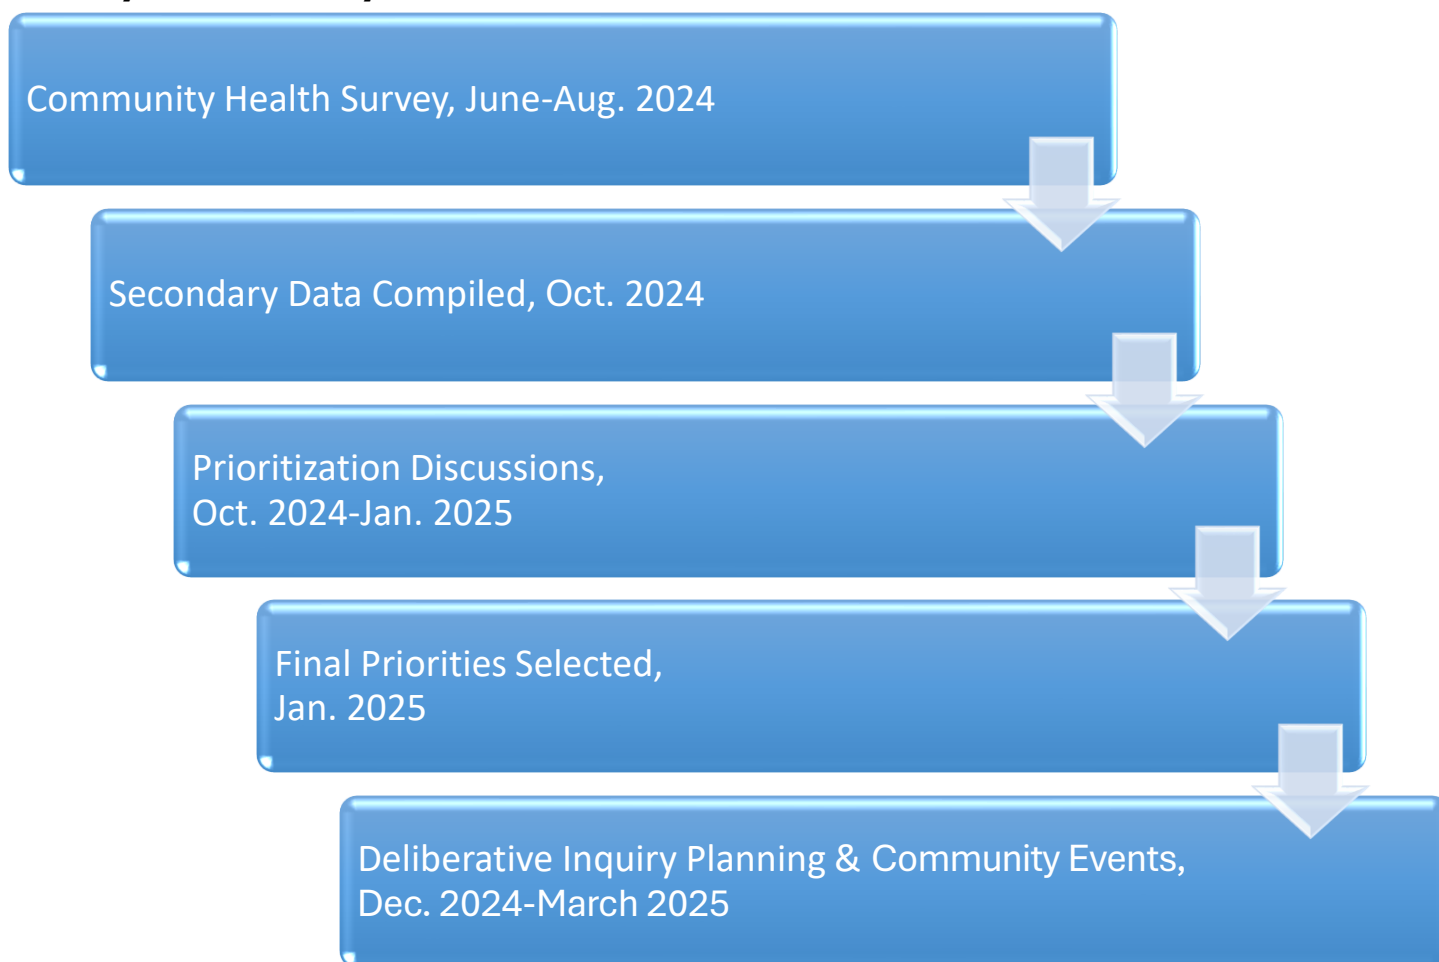 Community Health Survey, June-Aug. 2024
Secondary Data Compiled, Oct. 2024
Prioritization Discussions,
Oct. 2024-Jan. 2025
Final Priorities Selected,
Jan. 2025
Deliberative Inquiry Planning & Community Events,
Dec. 2024-March 2025